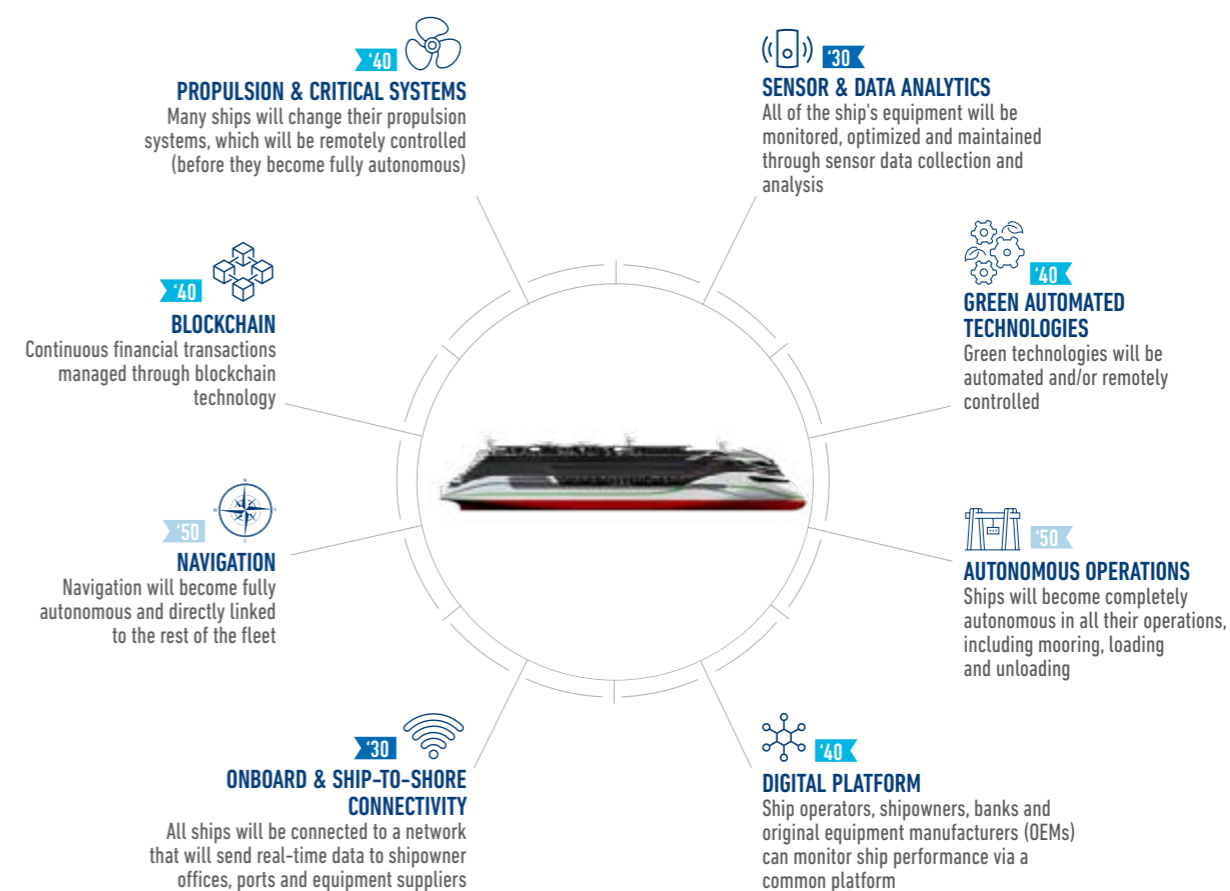 ‘40
PROPULSION & CRITICAL SYSTEMS
Many ships will change their propulsion
systems, which will be remotely controlled
(before they become fully autonomous)
‘30
SENSOR & DATA ANALYTICS
All of the ship's equipment will be
monitored, optimized and maintained
through sensor data collection and
analysis
‘40
BLOCKCHAIN
Continuous financial transactions
managed through blockchain
technology
‘40
GREEN AUTOMATED
TECHNOLOGIES
Green technologies will be
automated and/or remotely
controlled
N
W
E
S
‘50
NAVIGATION
Navigation will become fully
autonomous and directly linked
to the rest of the fleet
‘50
AUTONOMOUS OPERATIONS
Ships will become completely
autonomous in all their operations,
including mooring, loading
and unloading
‘30
ONBOARD & SHIP-TO-SHORE
CONNECTIVITY
All ships will be connected to a network
that will send real-time data to shipowner
offices, ports and equipment suppliers
‘40
DIGITAL PLATFORM
Ship operators, shipowners, banks and
original equipment manufacturers (OEMs)
can monitor ship performance via a
common platform